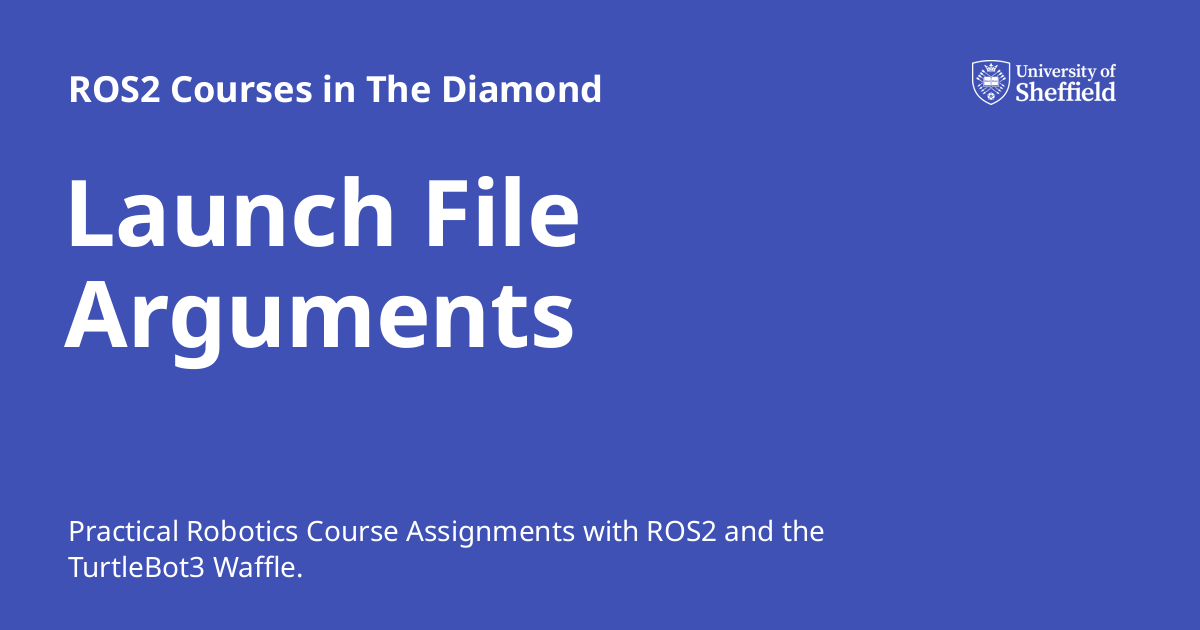 ROS2 Courses in The Diamond
University of
Sheffield
Launch File
Arguments
Practical Robotics Course Assignments with ROS2 and the
TurtleBot3 Waffle.